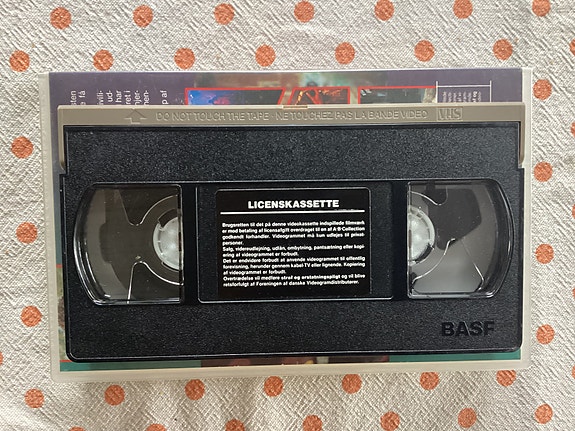 DO NOT TOUCH THE TAPE · NE TOUCHEZ PAS LA BANDE VIDEO VHS
LICENSKASSETTE
Brugsretten til det på denne videokassette indspillede filmværk
er mod betaling af licensafgift overdraget til en af A·B·Collection
godkendt forhandler. Videogrammet må kun udlejes til privat-
personer.
Salg, videreudlejning, udlån, ombytning, pantsætning eller kopi-
ering af videogrammet er forbudt.
Det er endvidere forbudt at anvende videogrammet til offentlig
forevisning, herunder gennem kabel-TV eller lignende. Kopiering
af videogrammet er forbudt.
Overtrædelse vil medføre straf og erstatningspligt og vil blive
retsforfulgt af Foreningen af danske Videogramdistributører.
BASF